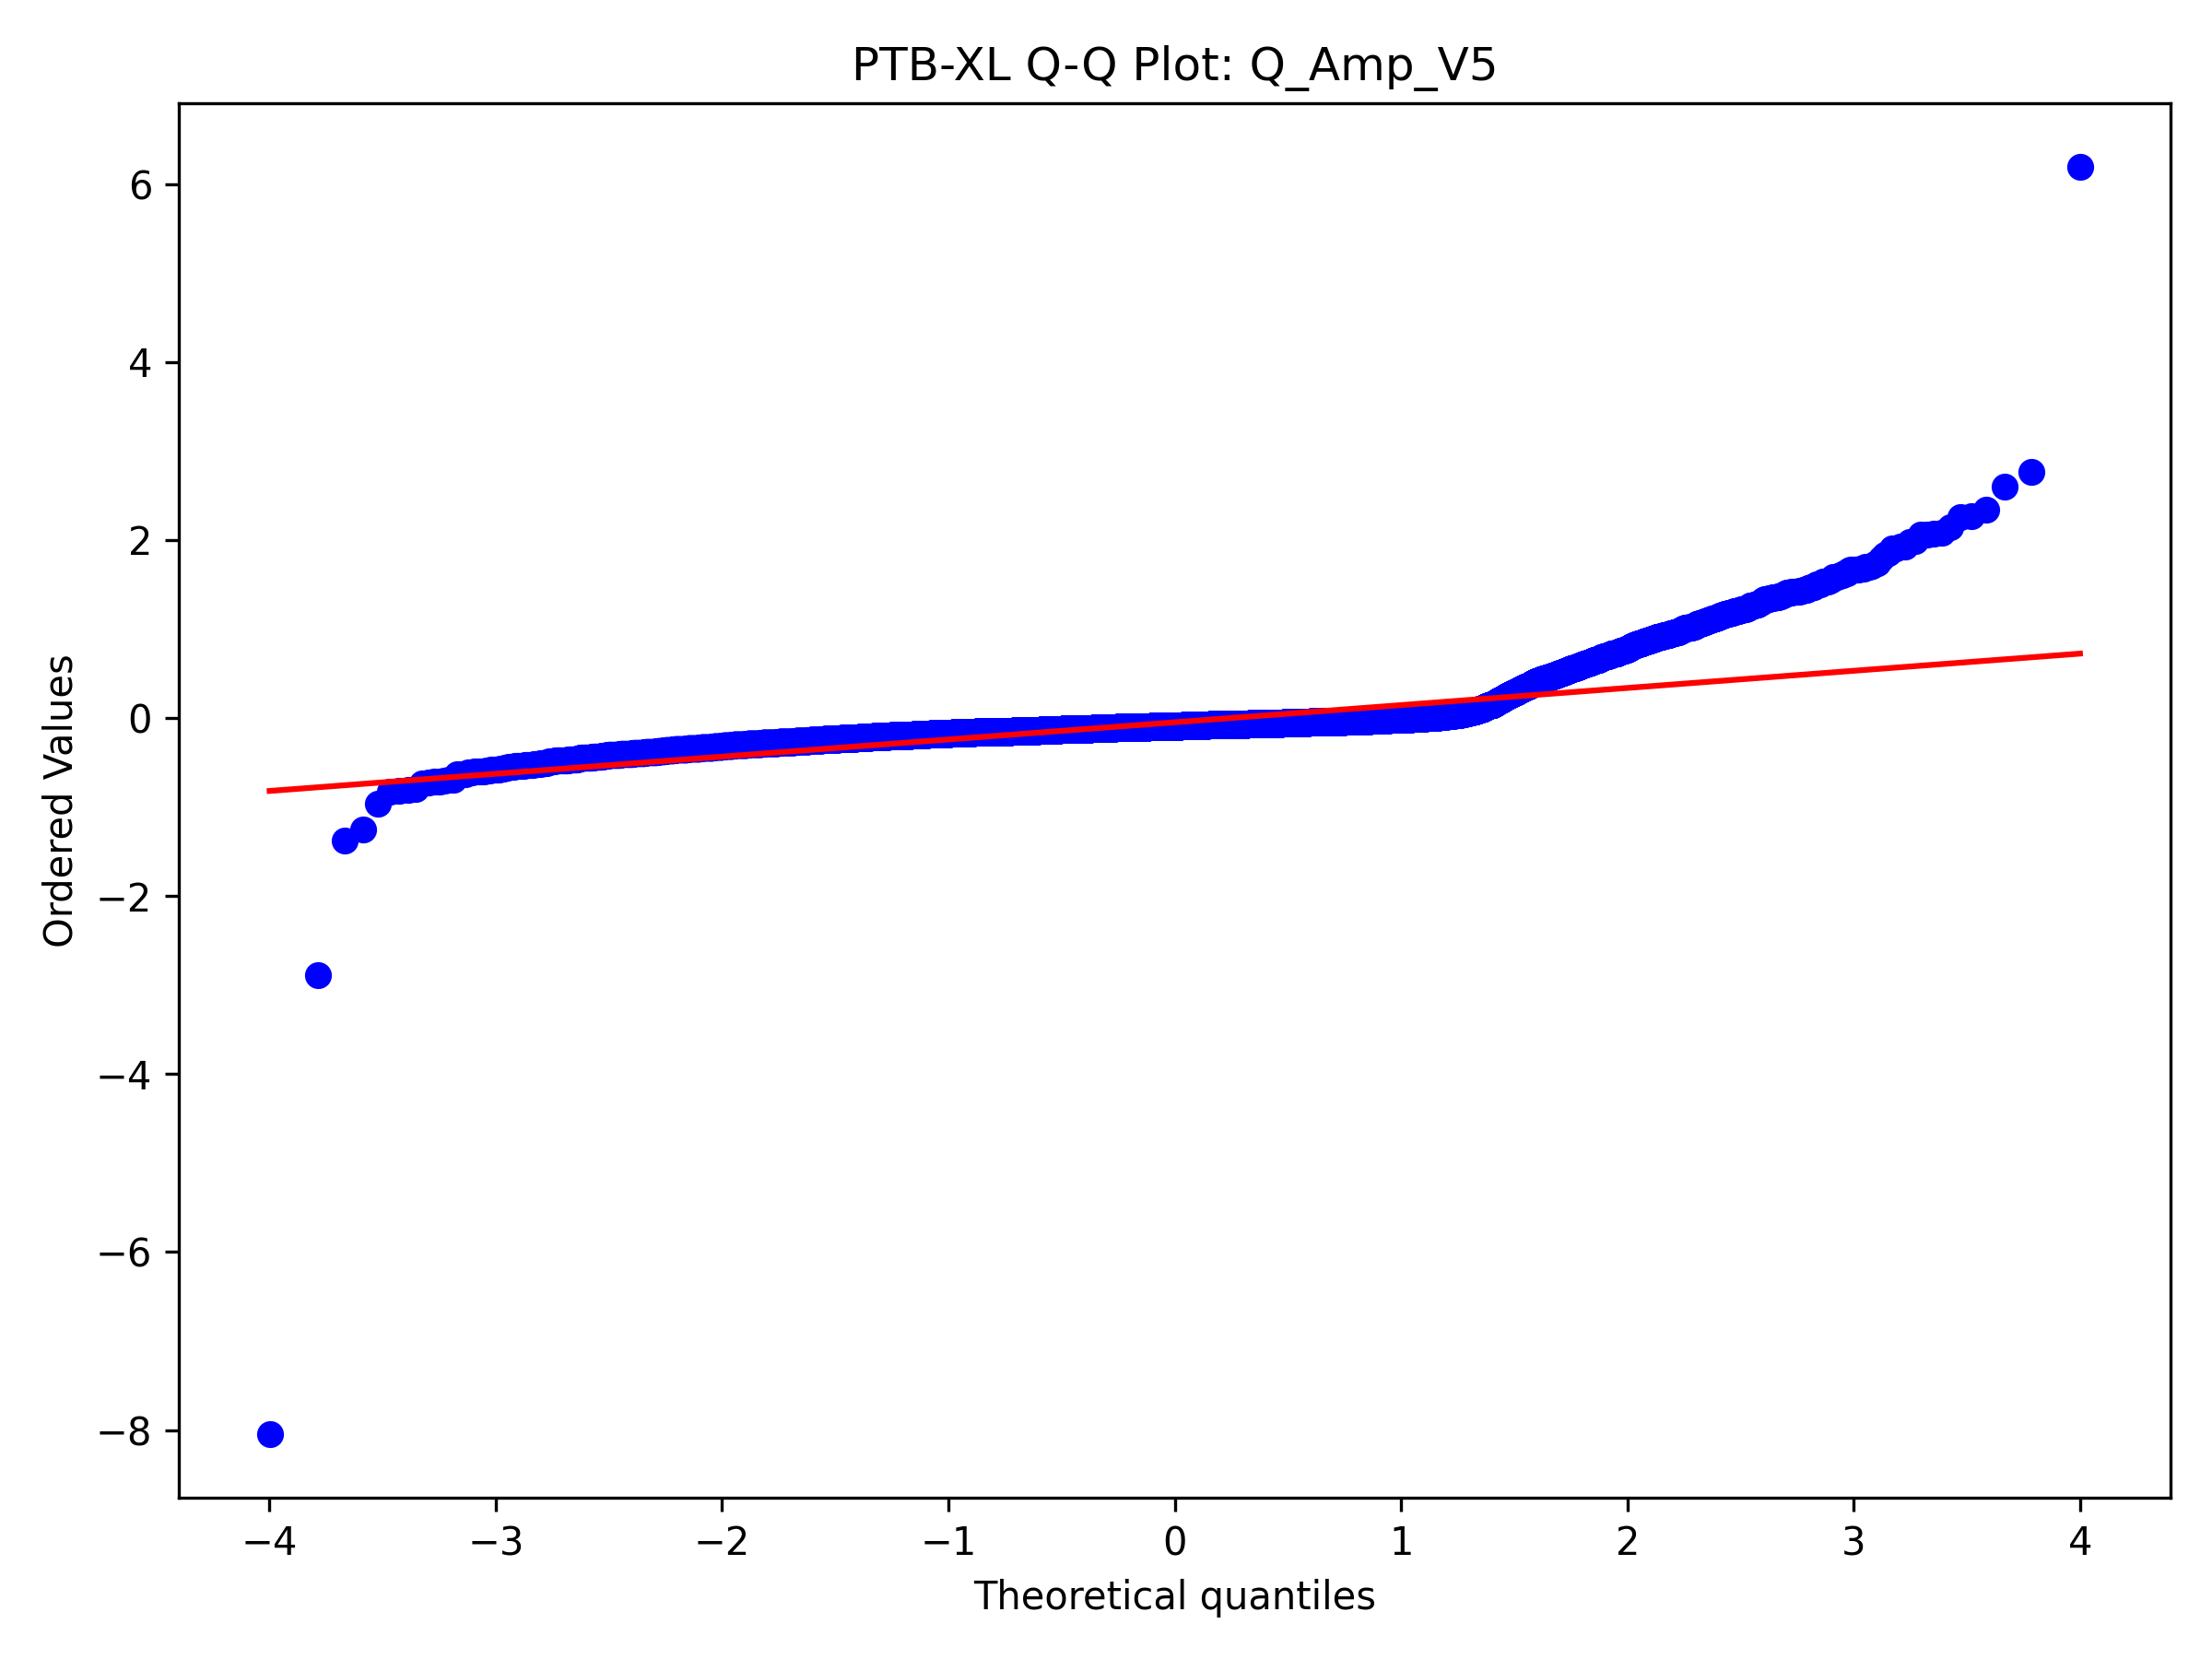 PTB-XL Q-Q Plot: Q_Amp_V5
6
4
2
0
−2
−4
−6
−8
Ordered Values
−4 −3 −2 −1 0 1 2 3 4
Theoretical quantiles